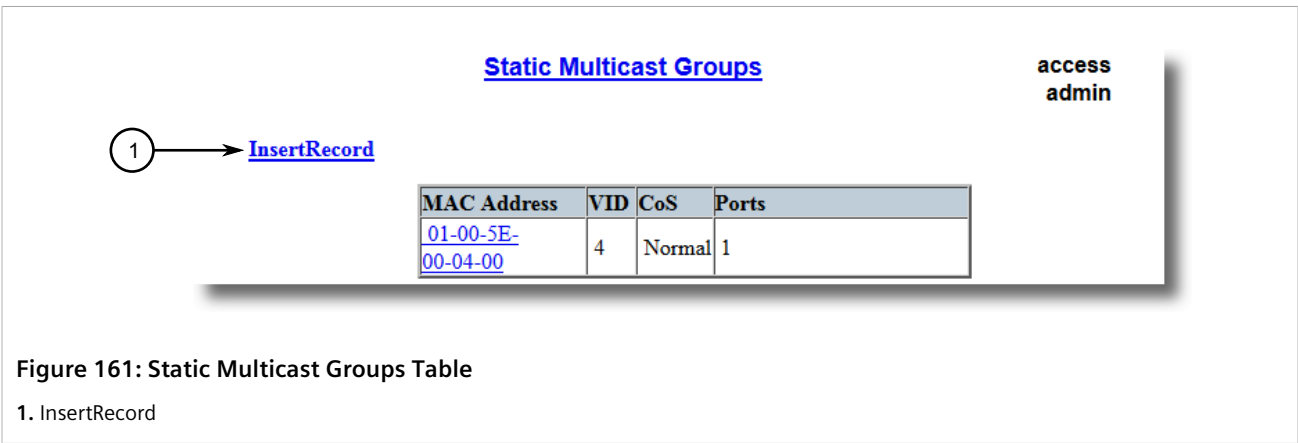 Static Multicast Groups
access
admin
1
InsertRecord
MAC Address VID CoS Ports
01-00-5E-
00-04-00 4 Normal 1
Figure 161: Static Multicast Groups Table
1. InsertRecord